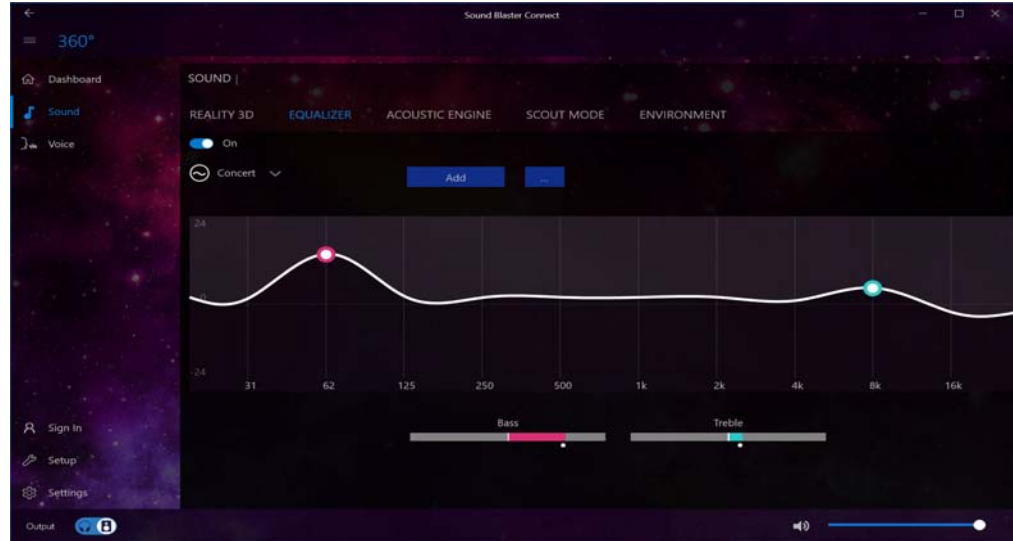 Sound Blaster Connect
360°
Dashboard
Sound
Voice
SOUND |
REALITY 3D EQUALIZER ACOUSTIC ENGINE SCOUT MODE ENVIRONMENT
On
Concert
Add ...
24
0
-24
31 62 125 250 500 1k 2k 4k 8k 16k
Bass Treble
Sign In
Setup
Settings
Output